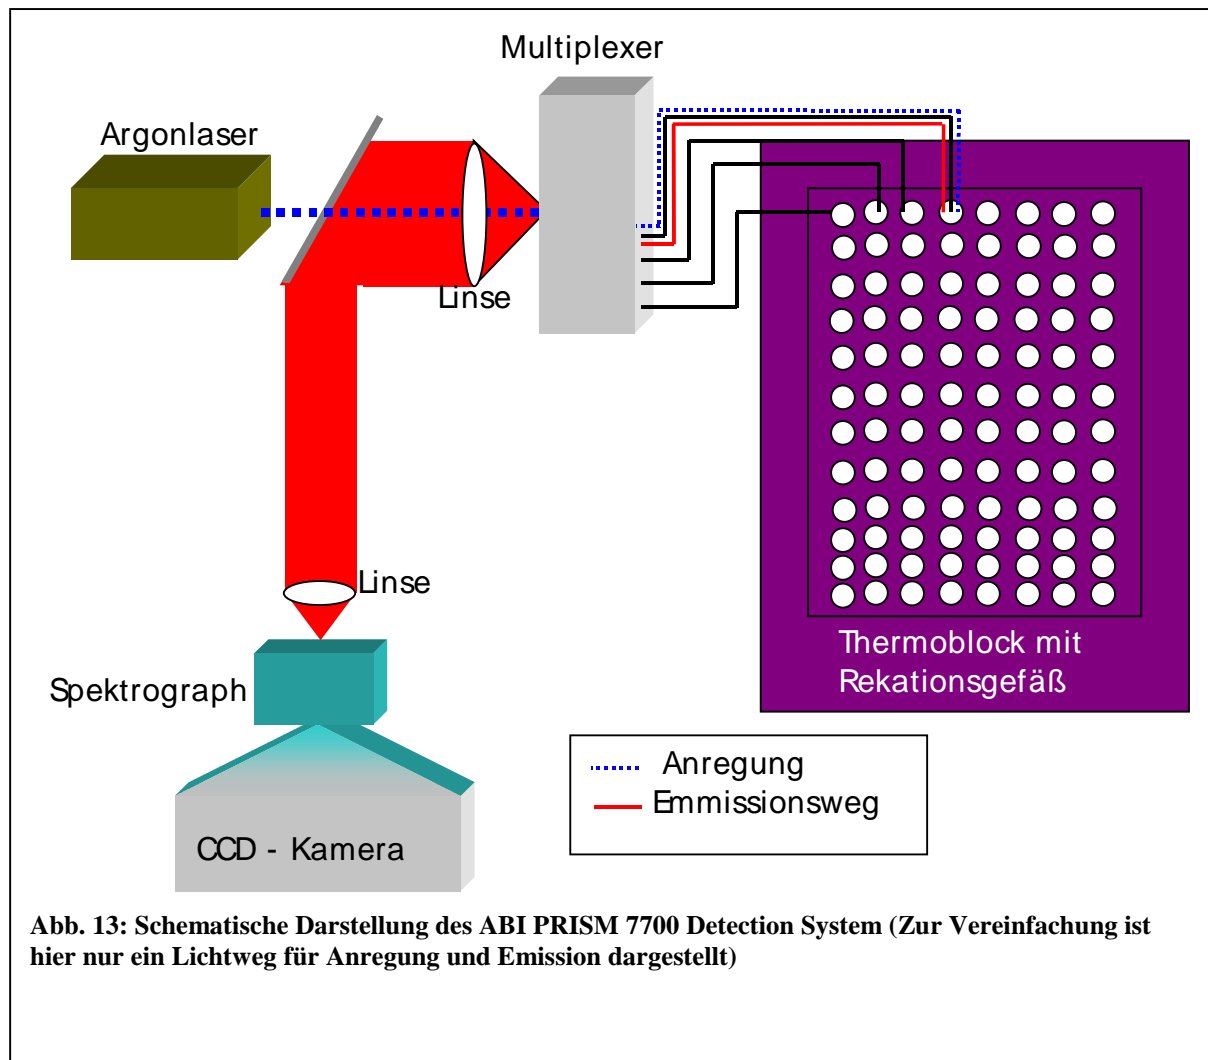 Multiplexer
Argonlaser
Linse
Linse
Spektrograph
CCD - Kamera
Thermoblock mit
Rekationsgefäß
Anregung
Emmissionsweg
Abb. 13: Schematische Darstellung des ABI PRISM 7700 Detection System (Zur Vereinfachung ist
hier nur ein Lichtweg für Anregung und Emission dargestellt)